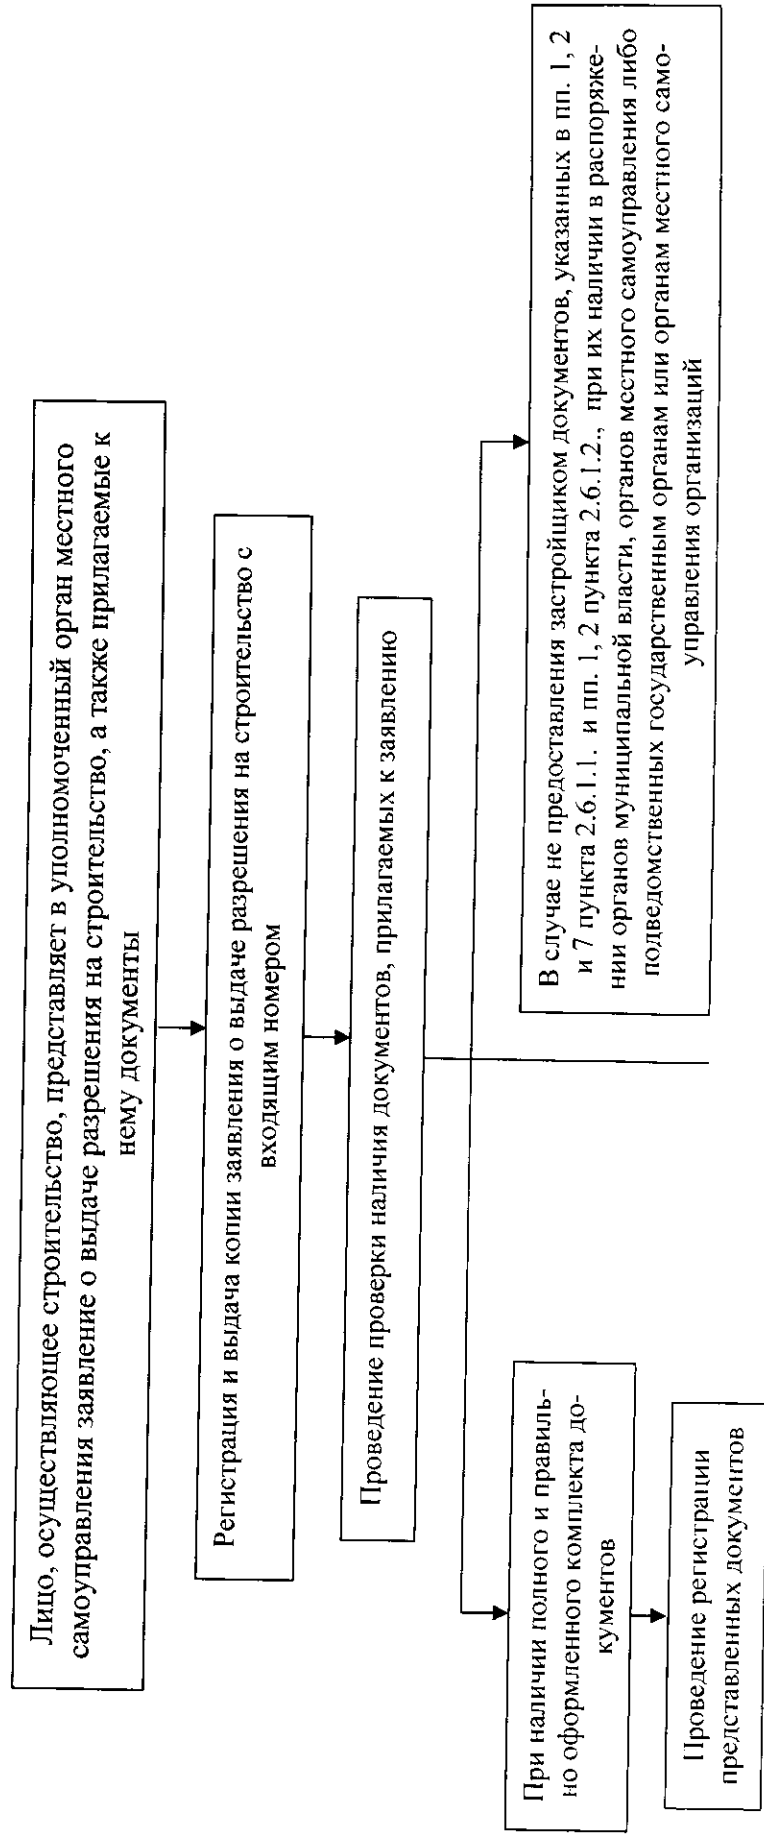 Лицо, осуществляющее строительство, представляет в уполномоченный орган местного
самоуправления заявление о выдаче разрешения на строительство, а также прилагаемые к
нему документы
Регистрация и выдача копии заявления о выдаче разрешения на строительство с
входящим номером
Проведение проверки наличия документов, прилагаемых к заявлению
При наличии полного и правиль-
но оформленного комплекта до-
кументов
Проведение регистрации
представленных документов
В случае не предоставления застройщиком документов, указанных в пп. 1, 2
и 7 пункта 2.6.1.1. и пп. 1, 2 пункта 2.6.1.2., при их наличии в распоряже-
нии органов муниципальной власти, органов местного самоуправления либо
подведомственных государственным органам или органам местного само-
управления организаций